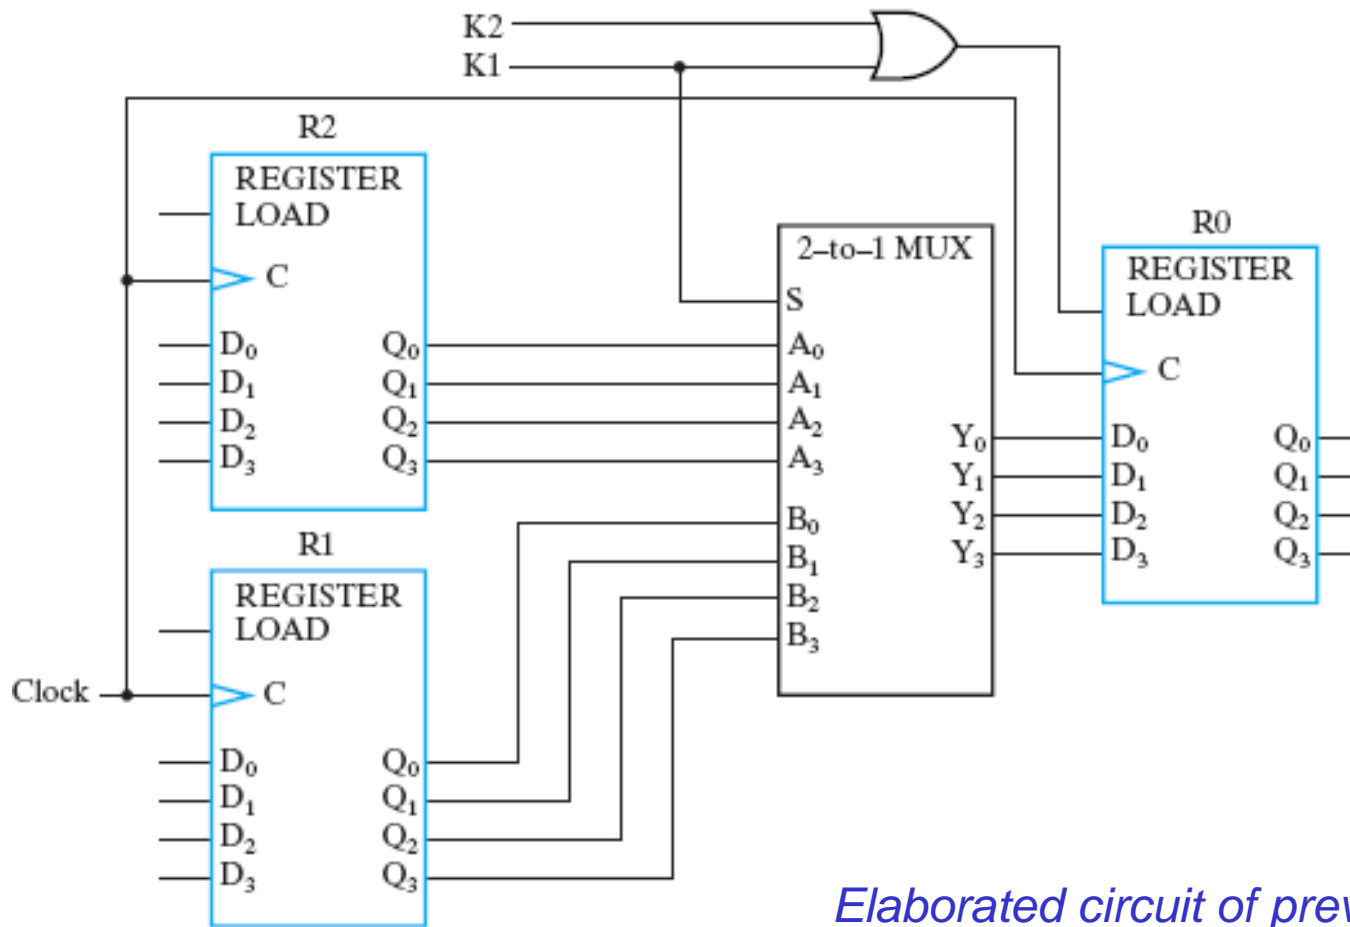 K2
K1
R2
REGISTER
LOAD
C
D₀ Q₀
D₁ Q₁
D₂ Q₂
D₃ Q₃
R1
REGISTER
LOAD
Clock C
D₀ Q₀
D₁ Q₁
D₂ Q₂
D₃ Q₃
2–to–1 MUX
S
A₀
A₁
A₂
A₃
B₀
B₁
B₂
B₃
Y₀
Y₁
Y₂
Y₃
R0
REGISTER
LOAD
C
D₀ Q₀
D₁ Q₁
D₂ Q₂
D₃ Q₃
Elaborated circuit of prev